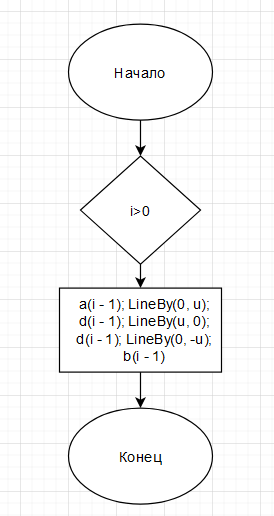 Начало
i>0
a(i - 1); LineBy(0, u);
d(i - 1); LineBy(u, 0);
d(i - 1); LineBy(0, -u);
b(i - 1)
Конец